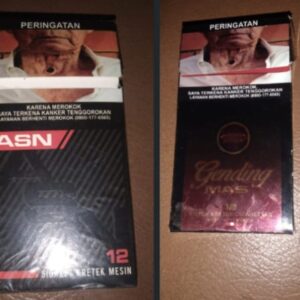 PERINGATAN
KARENA MEROKOK,
SAYA TERKENA KANKER TENGGOROKAN
LAYANAN BERHENTI MEROKOK (0800-177-6565)
ASN
12
SIGARET KRETEK MESIN
PERINGATAN
KARENA MEROKOK,
SAYA TERKENA KANKER TENGGOROKAN
LAYANAN BERHENTI MEROKOK (0800-177-6565)
Gending
MAS
12